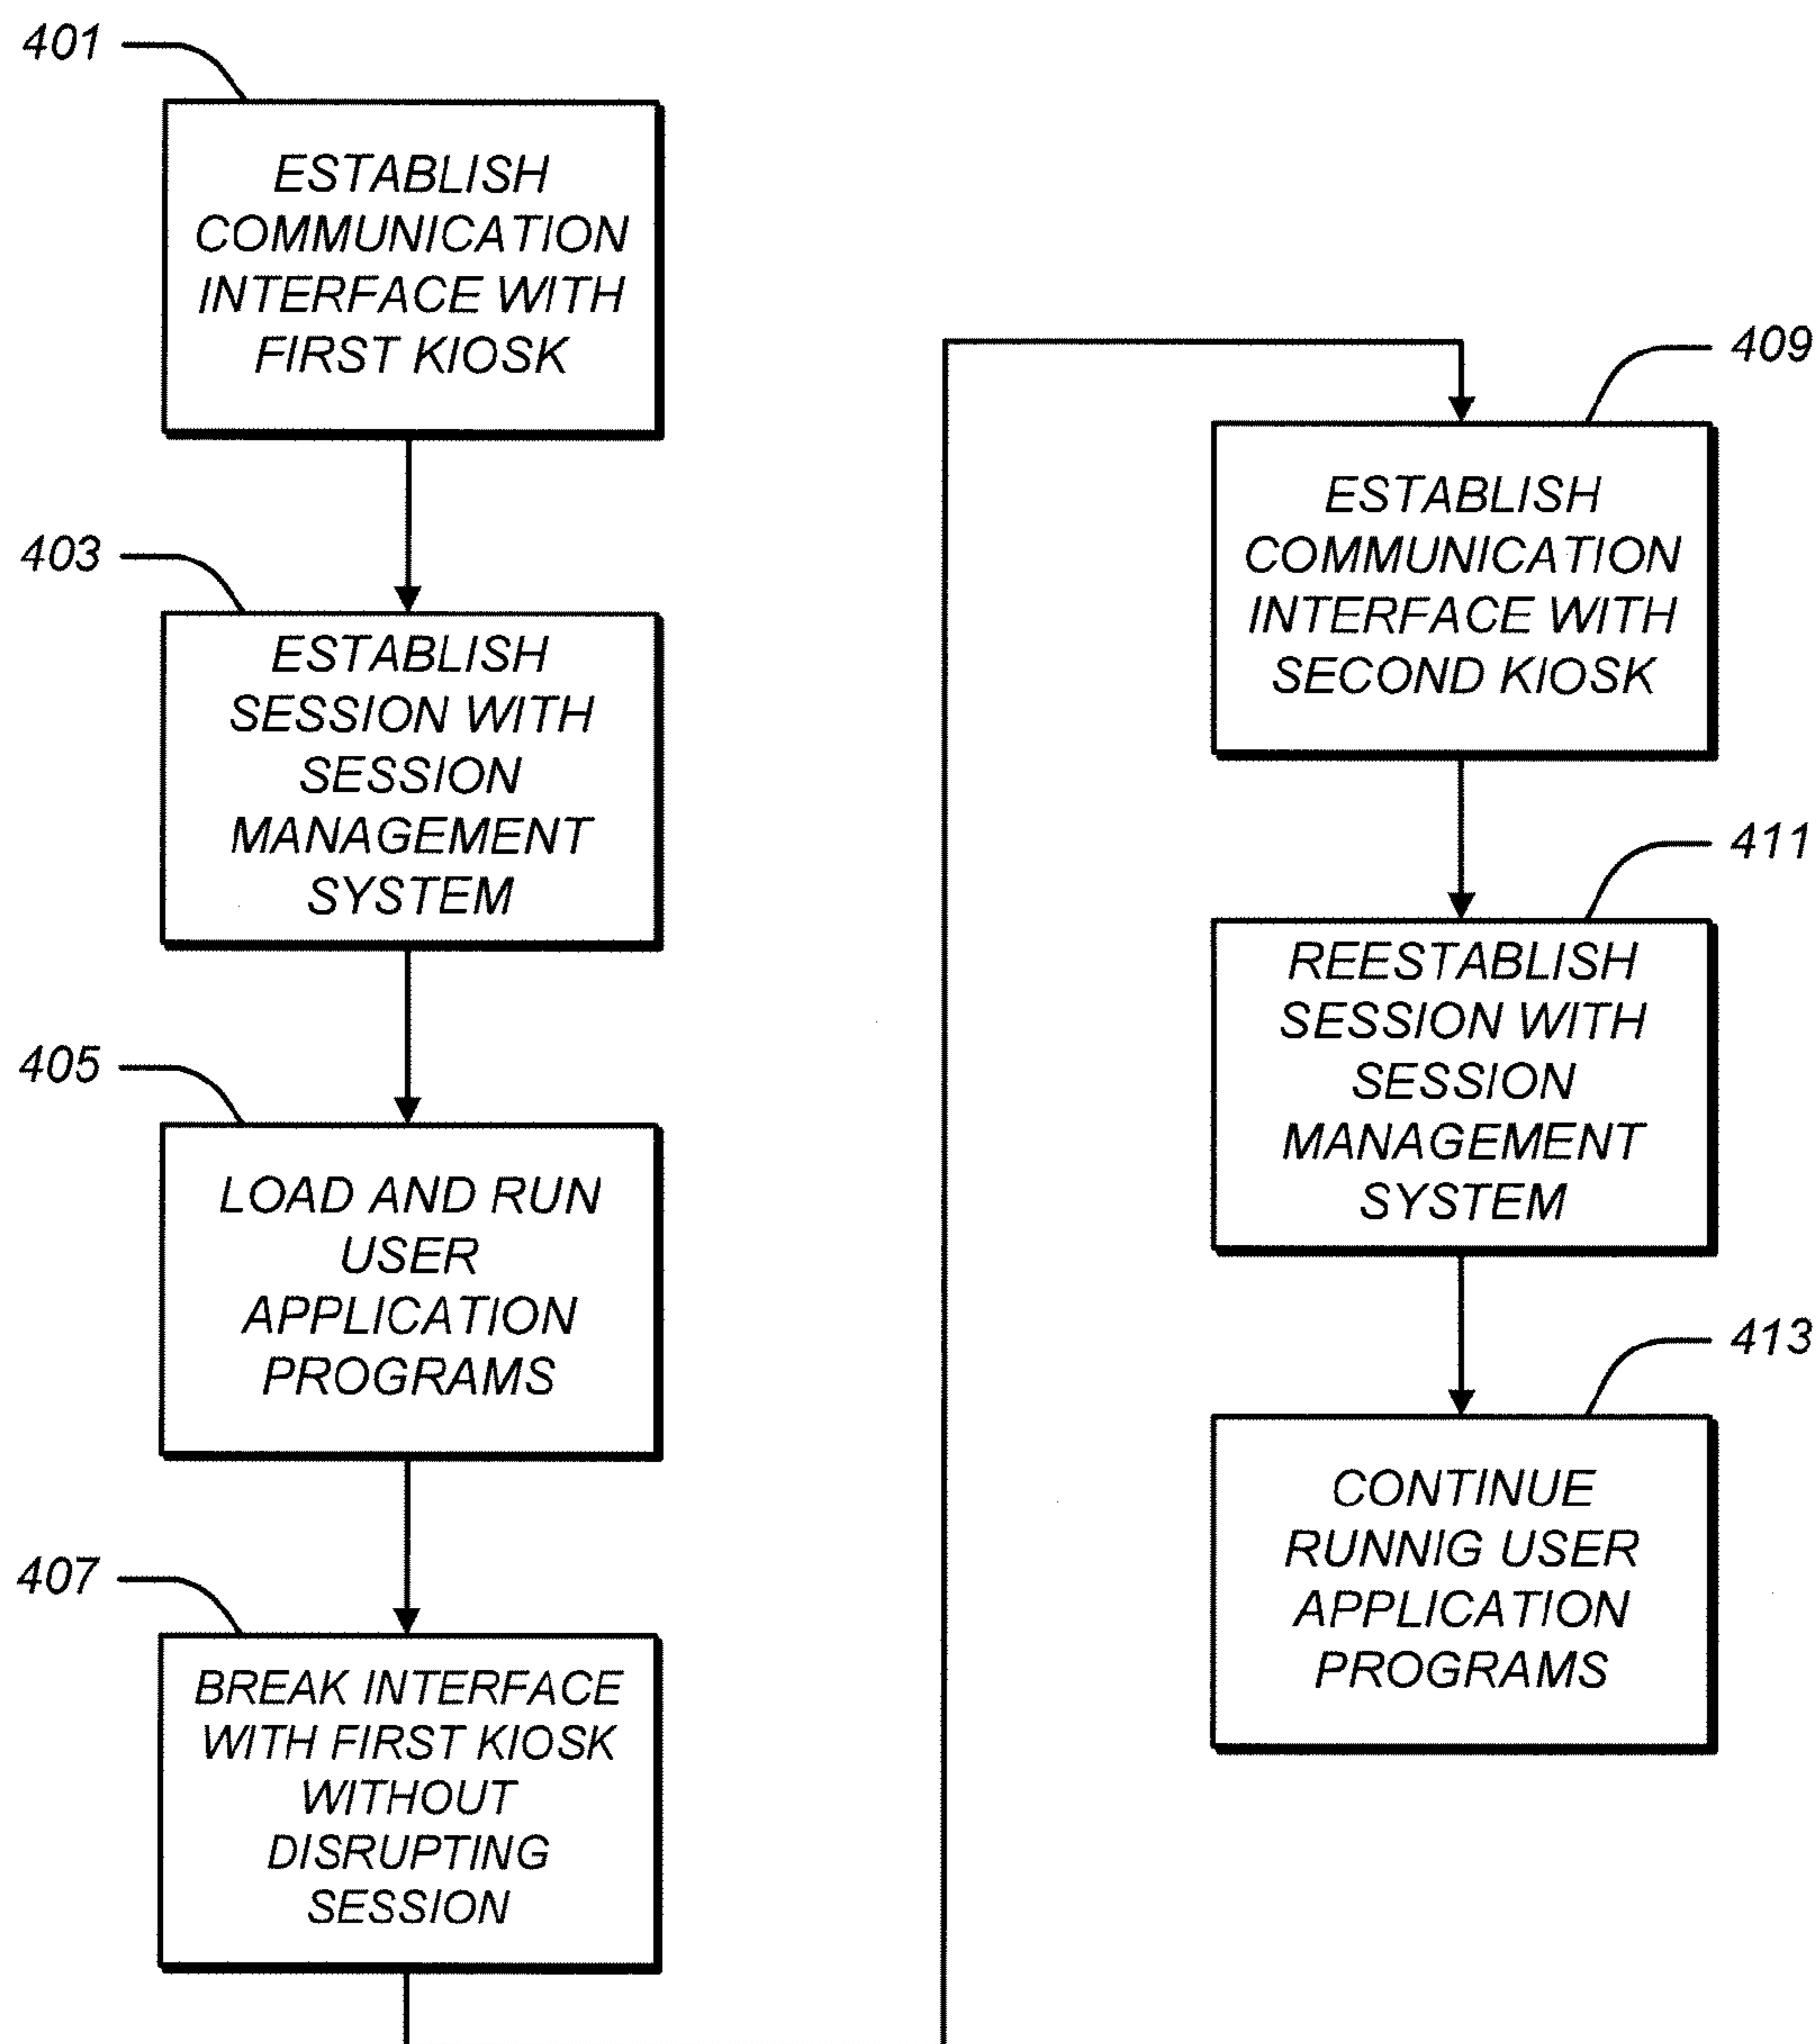 401
ESTABLISH
COMMUNICATION
INTERFACE WITH
FIRST KIOSK
403
ESTABLISH
SESSION WITH
SESSION
MANAGEMENT
SYSTEM
405
LOAD AND RUN
USER
APPLICATION
PROGRAMS
407
BREAK INTERFACE
WITH FIRST KIOSK
WITHOUT
DISRUPTING
SESSION
409
ESTABLISH
COMMUNICATION
INTERFACE WITH
SECOND KIOSK
411
REESTABLISH
SESSION WITH
SESSION
MANAGEMENT
SYSTEM
413
CONTINUE
RUNNIG USER
APPLICATION
PROGRAMS